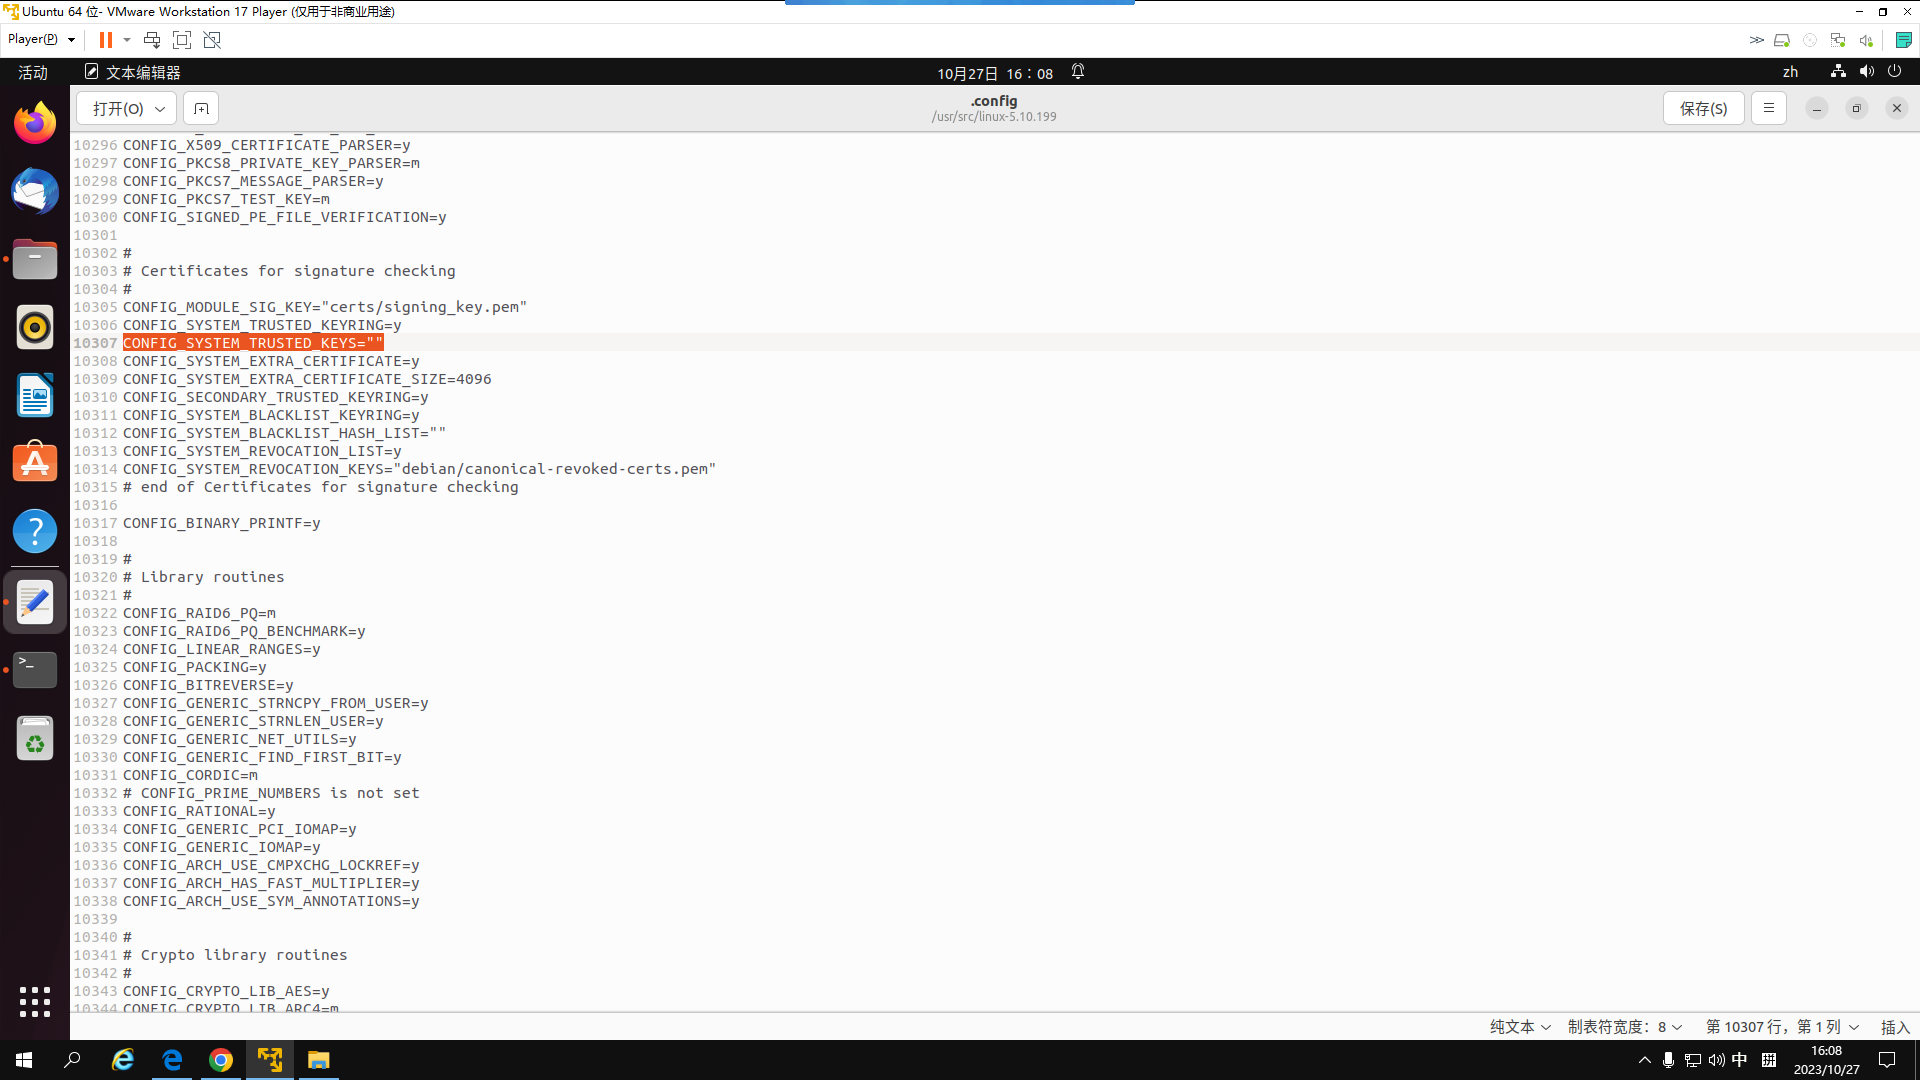 Ubuntu 64 位- VMware Workstation 17 Player (仅用于非商业用途)
Player(P)
活动
文本编辑器
10月27日 16：08
zh
打开(O)
.config
/usr/src/linux-5.10.199
保存(S)
10296 CONFIG_X509_CERTIFICATE_PARSER=y
10297 CONFIG_PKCS8_PRIVATE_KEY_PARSER=m
10298 CONFIG_PKCS7_MESSAGE_PARSER=y
10299 CONFIG_PKCS7_TEST_KEY=m
10300 CONFIG_SIGNED_PE_FILE_VERIFICATION=y
10301
10302 #
10303 # Certificates for signature checking
10304 #
10305 CONFIG_MODULE_SIG_KEY="certs/signing_key.pem"
10306 CONFIG_SYSTEM_TRUSTED_KEYRING=y
10307 CONFIG_SYSTEM_TRUSTED_KEYS=""
10308 CONFIG_SYSTEM_EXTRA_CERTIFICATE=y
10309 CONFIG_SYSTEM_EXTRA_CERTIFICATE_SIZE=4096
10310 CONFIG_SECONDARY_TRUSTED_KEYRING=y
10311 CONFIG_SYSTEM_BLACKLIST_KEYRING=y
10312 CONFIG_SYSTEM_BLACKLIST_HASH_LIST=""
10313 CONFIG_SYSTEM_REVOCATION_LIST=y
10314 CONFIG_SYSTEM_REVOCATION_KEYS="debian/canonical-revoked-certs.pem"
10315 # end of Certificates for signature checking
10316
10317 CONFIG_BINARY_PRINTF=y
10318
10319 #
10320 # Library routines
10321 #
10322 CONFIG_RAID6_PQ=m
10323 CONFIG_RAID6_PQ_BENCHMARK=y
10324 CONFIG_LINEAR_RANGES=y
10325 CONFIG_PACKING=y
10326 CONFIG_BITREVERSE=y
10327 CONFIG_GENERIC_STRNCPY_FROM_USER=y
10328 CONFIG_GENERIC_STRNLEN_USER=y
10329 CONFIG_GENERIC_NET_UTILS=y
10330 CONFIG_GENERIC_FIND_FIRST_BIT=y
10331 CONFIG_CORDIC=m
10332 # CONFIG_PRIME_NUMBERS is not set
10333 CONFIG_RATIONAL=y
10334 CONFIG_GENERIC_PCI_IOMAP=y
10335 CONFIG_GENERIC_IOMAP=y
10336 CONFIG_ARCH_USE_CMPXCHG_LOCKREF=y
10337 CONFIG_ARCH_HAS_FAST_MULTIPLIER=y
10338 CONFIG_ARCH_USE_SYM_ANNOTATIONS=y
10339
10340 #
10341 # Crypto library routines
10342 #
10343 CONFIG_CRYPTO_LIB_AES=y
10344 CONFIG_CRYPTO_LIB_ARC4=m
纯文本 制表符宽度：8 第 10307 行，第 1 列 插入
中 拼
16:08
2023/10/27